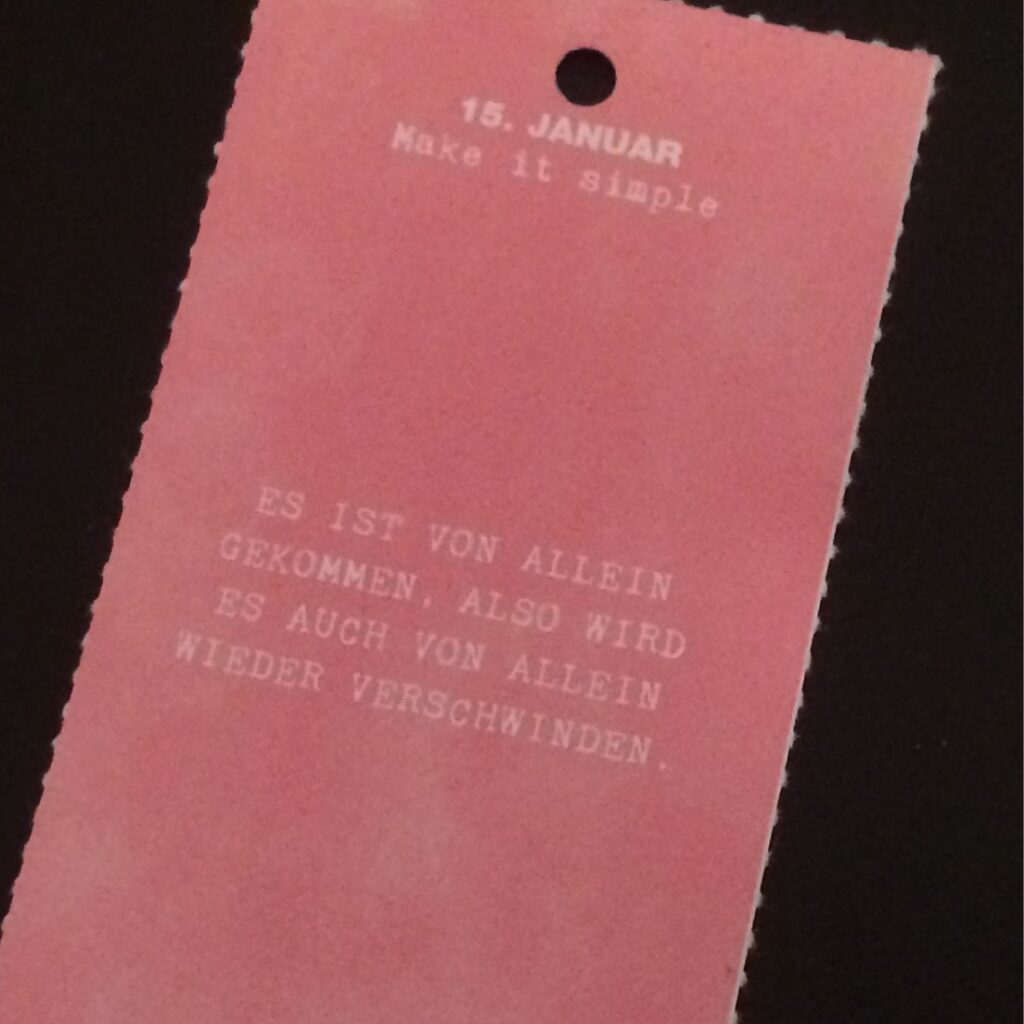 15. JANUAR
Make it simple
ES IST VON ALLEIN
GEKOMMEN, ALSO WIRD
ES AUCH VON ALLEIN
WIEDER VERSCHWINDEN.